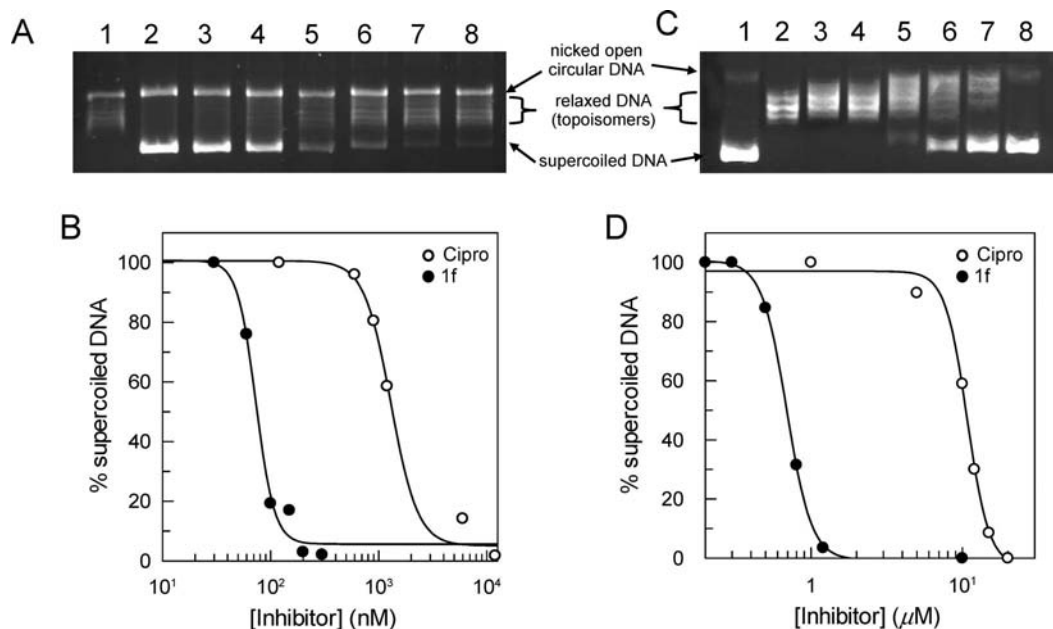 A
1 2 3 4 5 6 7 8
nicked open
circular DNA
relaxed DNA
(topoisomers)
supercoiled DNA
C
1 2 3 4 5 6 7 8
B
% supercoiled DNA
100
80
60
40
20
0
10¹ 10² 10³ 10⁴
[Inhibitor] (nM)
Cipro
1f
D
% supercoiled DNA
100
80
60
40
20
0
1 10¹
[Inhibitor] (μM)
Cipro
1f